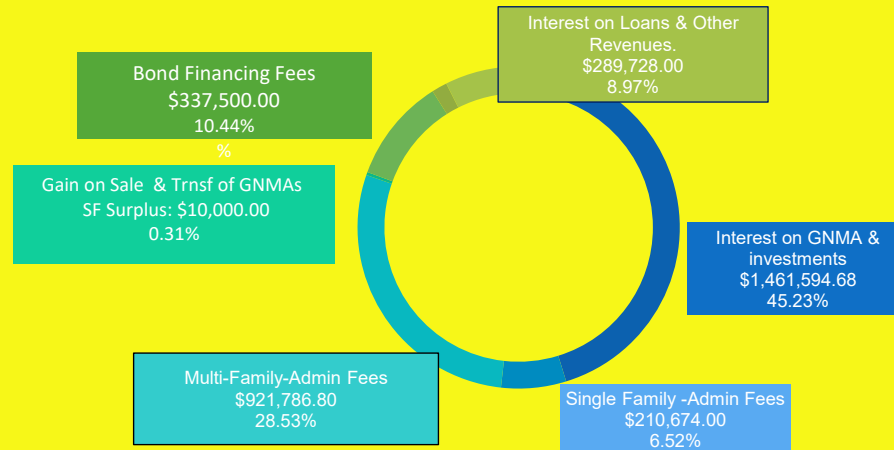 Interest on Loans & Other
Revenues.
$289,728.00
8.97%
Bond Financing Fees
$337,500.00
10.44%
%
Gain on Sale & Trnsf of GNMAs
SF Surplus: $10,000.00
0.31%
Interest on GNMA &
investments
$1,461,594.68
45.23%
Multi-Family-Admin Fees
$921,786.80
28.53%
Single Family -Admin Fees
$210,674.00
6.52%